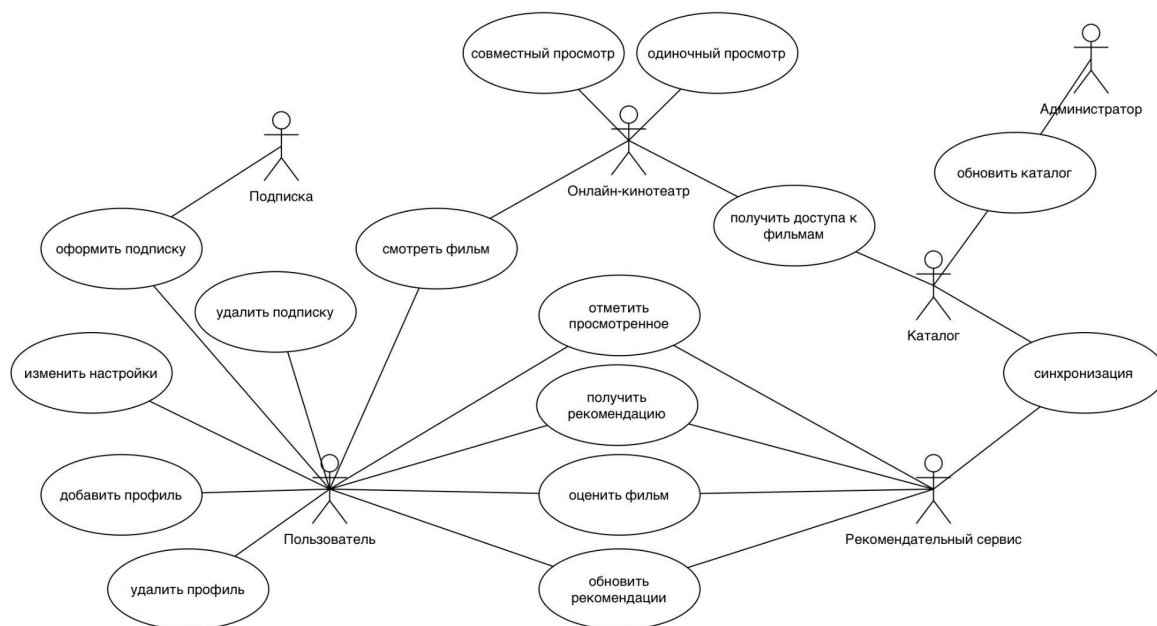 совместный просмотр
одиночный просмотр
Администратор
Подписка
Онлайн-кинотеатр
обновить каталог
оформить подписку
смотреть фильм
получить доступа к
фильмам
удалить подписку
отметить
просмотренное
Каталог
изменить настройки
синхронизация
получить
рекомендацию
добавить профиль
оценить фильм
Пользователь
Рекомендательный сервис
удалить профиль
обновить
рекомендации